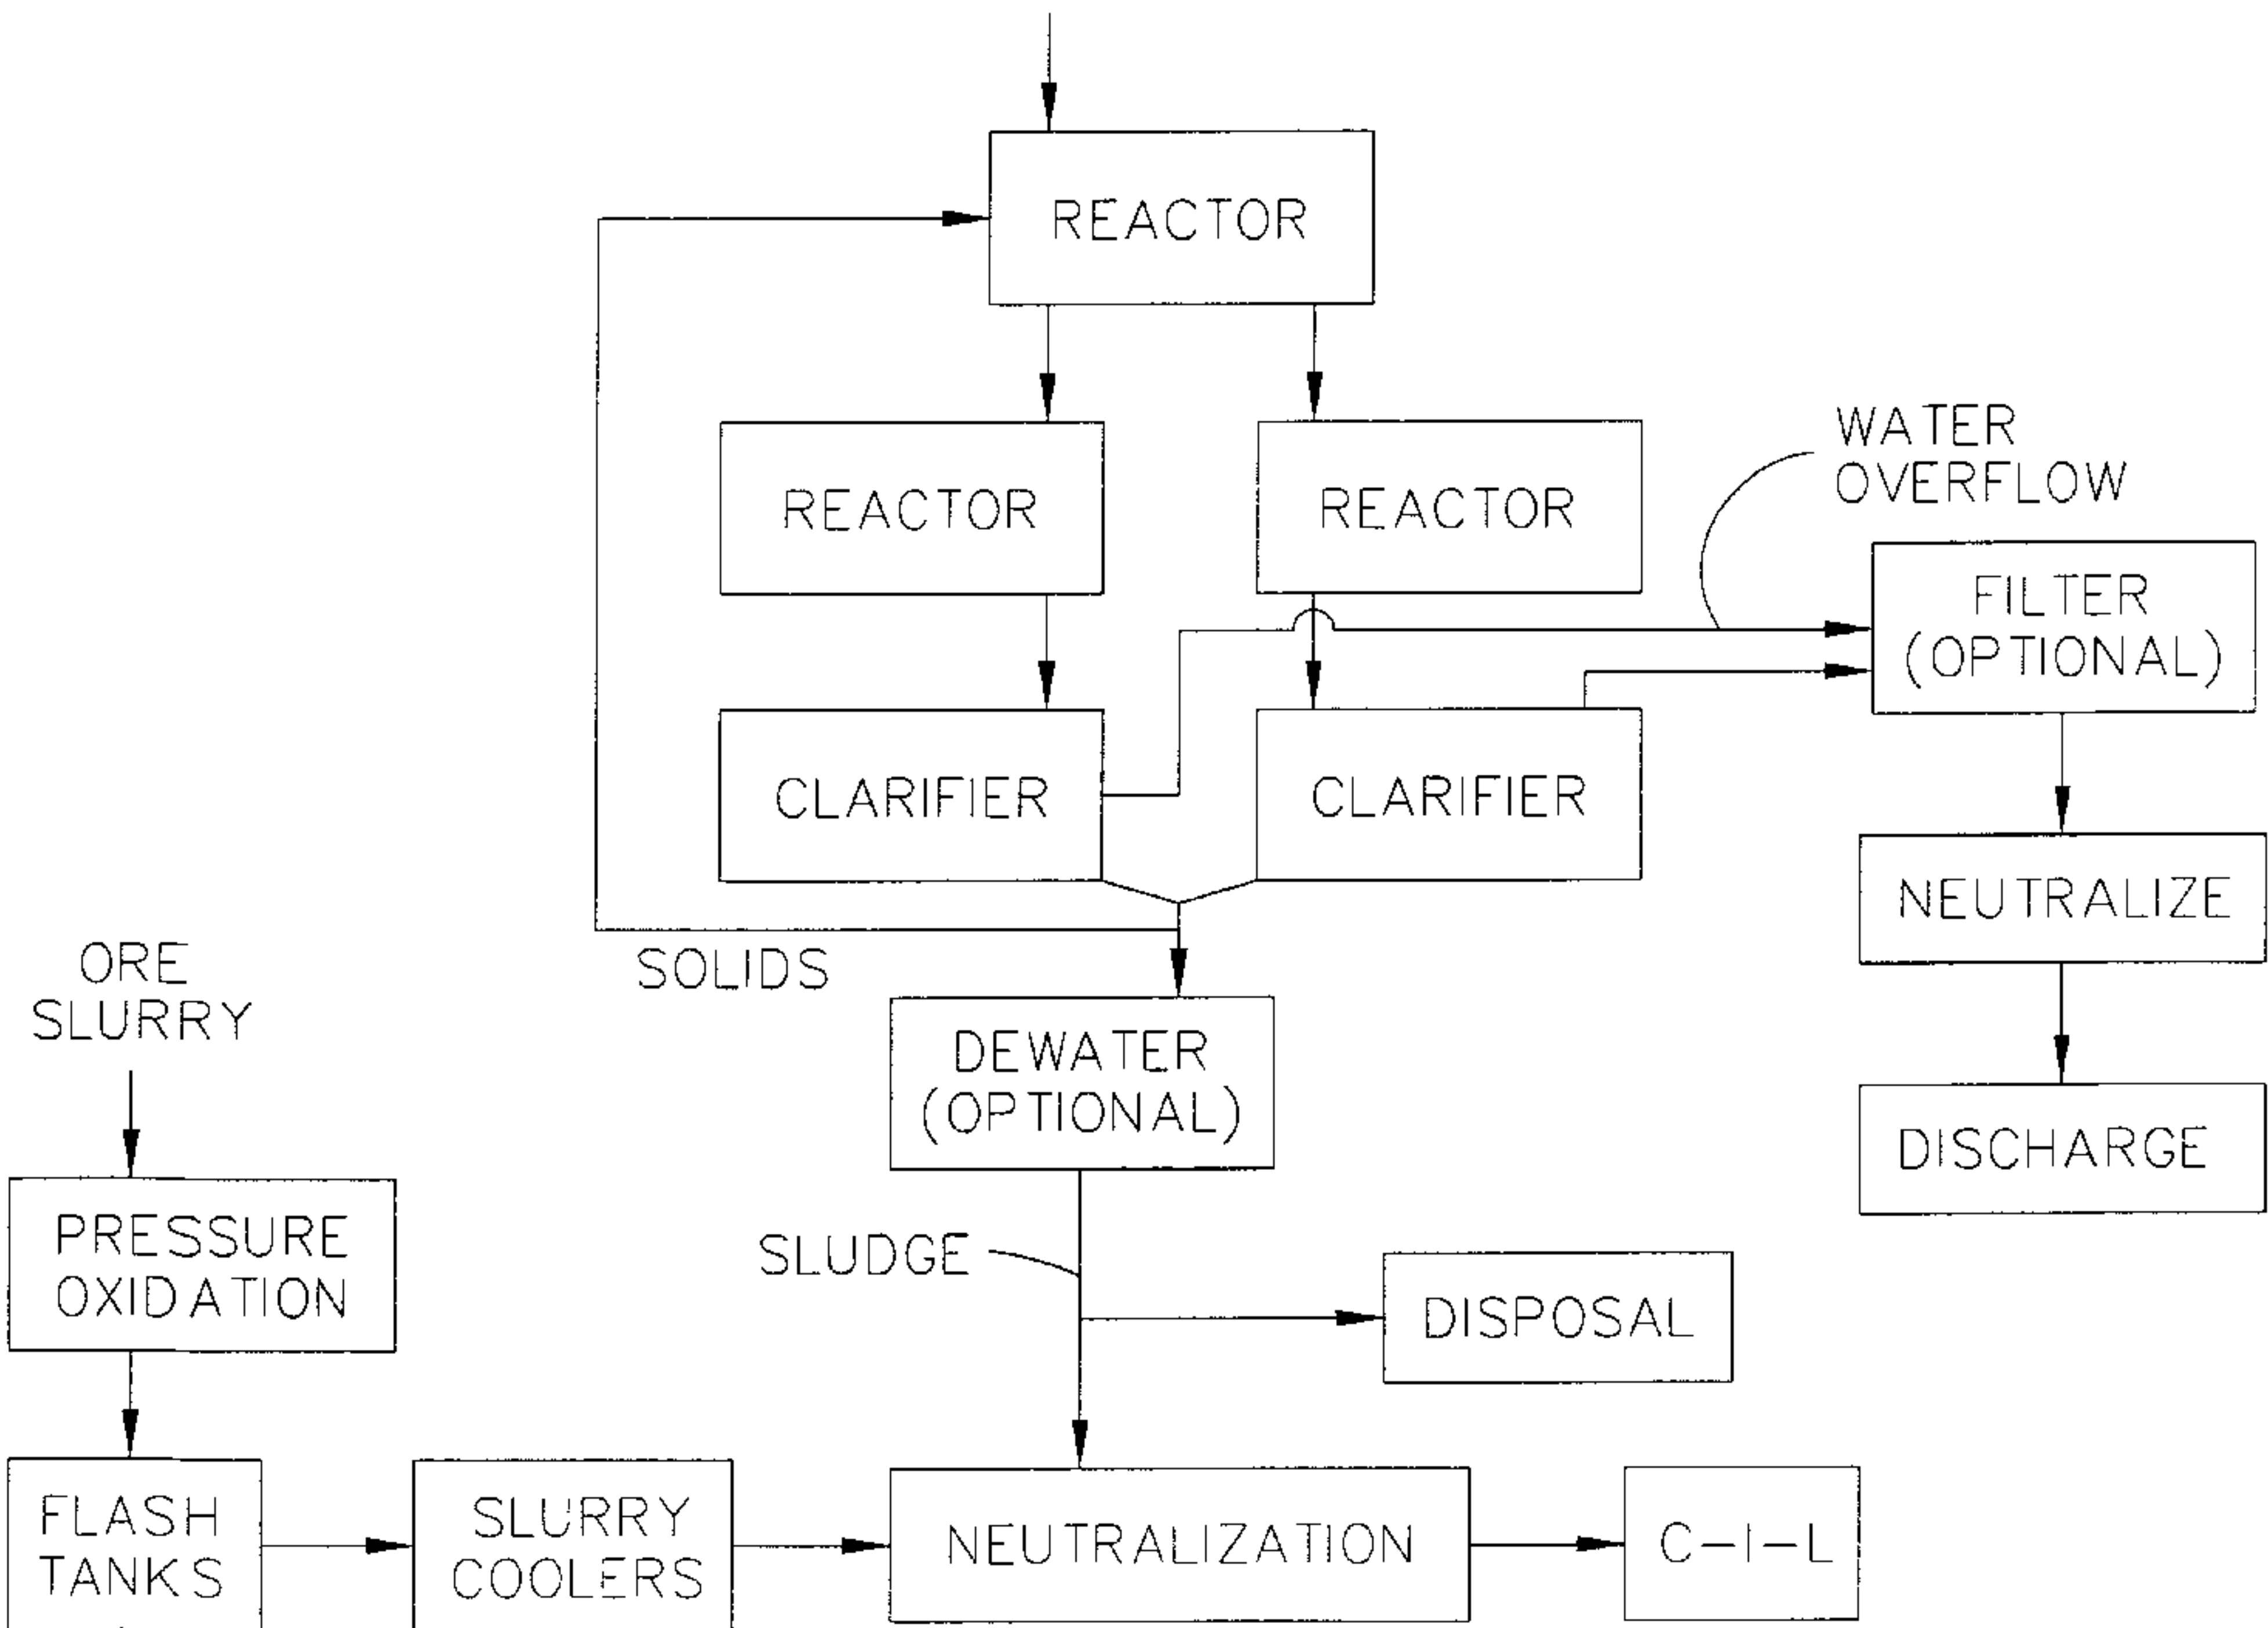 REACTOR
REACTOR
REACTOR
WATER
OVERFLOW
FILTER
(OPTIONAL)
CLARIFIER
CLARIFIER
NEUTRALIZE
SOLIDS
ORE
SLURRY
DEWATER
(OPTIONAL)
DISCHARGE
PRESSURE
OXIDATION
SLUDGE
DISPOSAL
FLASH
TANKS
SLURRY
COOLERS
NEUTRALIZATION
C-I-L